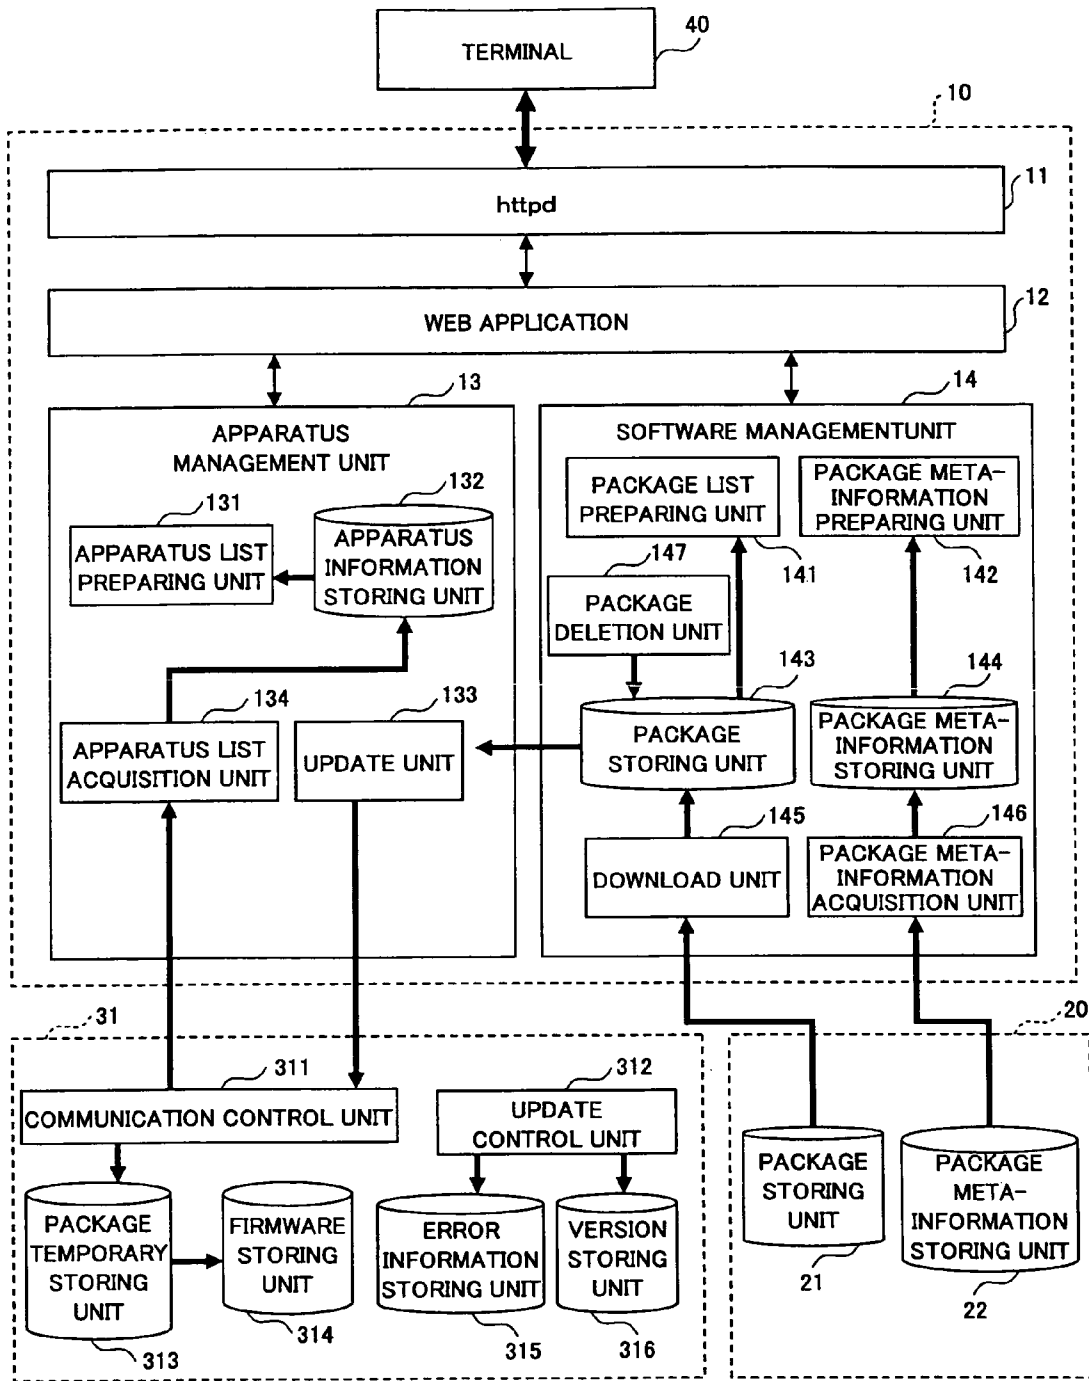 TERMINAL
40
10
httpd
11
WEB APPLICATION
12
13
APPARATUS
MANAGEMENT UNIT
131
132
APPARATUS LIST
PREPARING UNIT
APPARATUS
INFORMATION
STORING UNIT
134
133
APPARATUS LIST
ACQUISITION UNIT
UPDATE UNIT
14
SOFTWARE MANAGEMENTUNIT
PACKAGE LIST
PREPARING UNIT
PACKAGE META-
INFORMATION
PREPARING UNIT
147
141
142
PACKAGE
DELETION UNIT
143
144
PACKAGE
STORING UNIT
PACKAGE META-
INFORMATION
STORING UNIT
145
146
DOWNLOAD UNIT
PACKAGE META-
INFORMATION
ACQUISITION UNIT
31
311
312
COMMUNICATION CONTROL UNIT
UPDATE
CONTROL UNIT
PACKAGE
TEMPORARY
STORING
UNIT
FIRMWARE
STORING
UNIT
ERROR
INFORMATION
STORING UNIT
VERSION
STORING
UNIT
313
314
315
316
20
PACKAGE
STORING
UNIT
21
PACKAGE
META-
INFORMATION
STORING UNIT
22